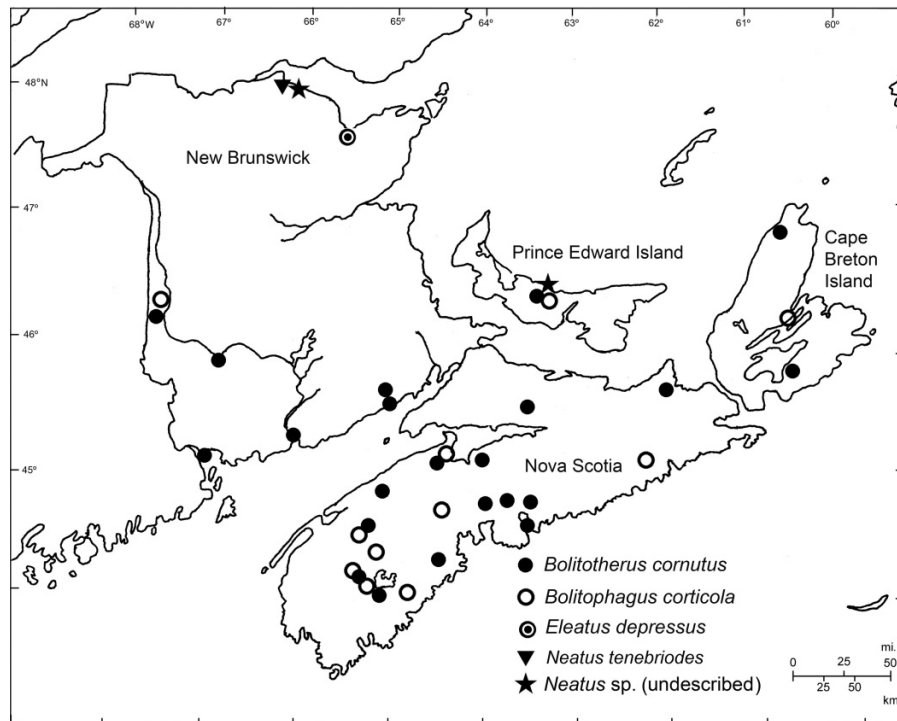 68°W 67° 66° 65° 64° 63° 62° 61° 60°
48°N
New Brunswick
47°
Prince Edward Island
Cape
Breton
Island
46°
45°
Nova Scotia
Bolitotherus cornutus
Bolitophagus corticola
Eleatus depressus
Neatus tenebriodes
Neatus sp. (undescribed)
mi.
0 25 50
25 50
km